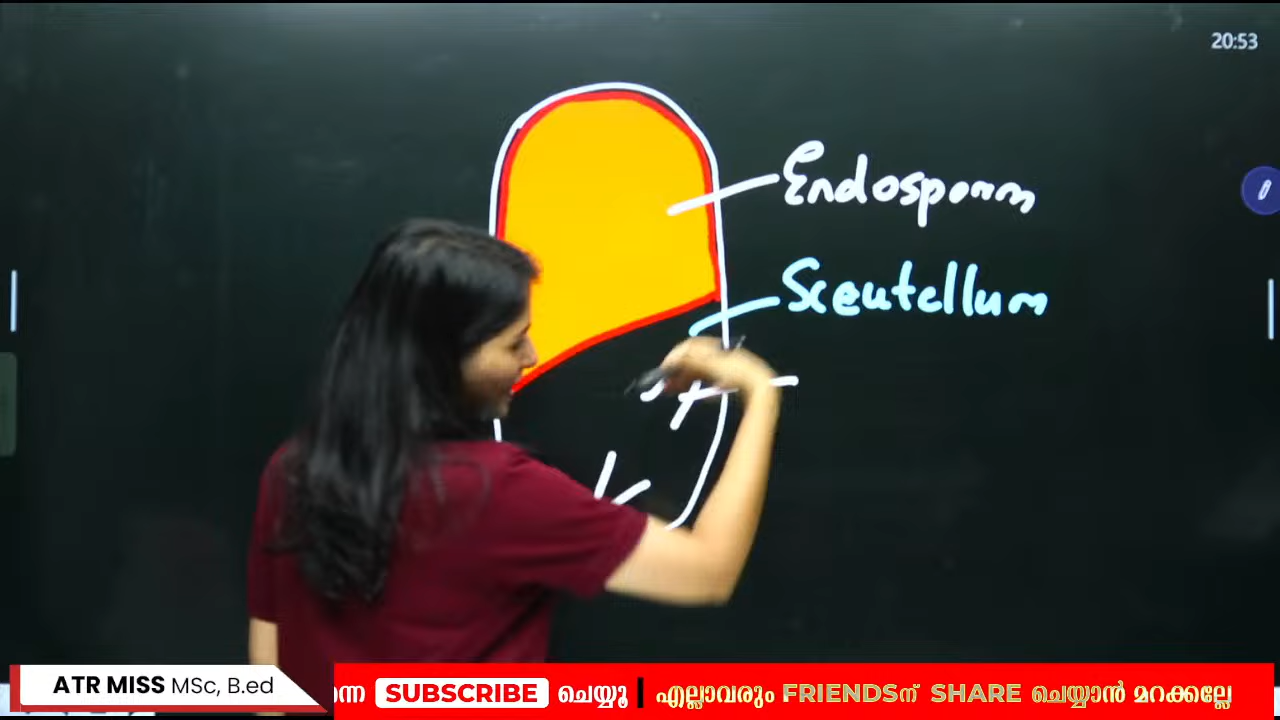 20:53
Endosperm
Scutellum
ATR MISS MSc, B.ed
ന്നെ SUBSCRIBE ചെയ്യൂ | എല്ലാവരും FRIENDSന് SHARE ചെയ്യാൻ മറക്കല്ലേ